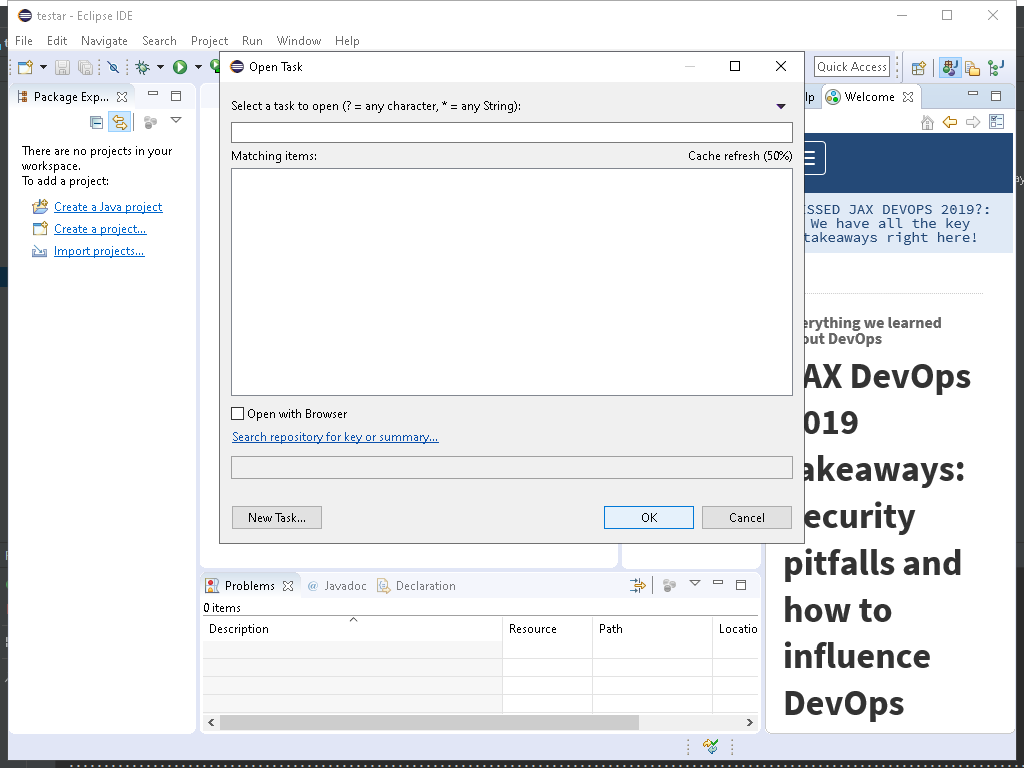 testar - Eclipse IDE
File Edit Navigate Search Project Run Window Help
Quick Access
Package Exp...
There are no projects in your
workspace.
To add a project:
Create a Java project
Create a project...
Import projects...
Open Task
Select a task to open (? = any character, * = any String):
Matching items:
Cache refresh (50%)
Open with Browser
Search repository for key or summary...
New Task...
OK
Cancel
lp
Welcome
SSED JAX DEVOPS 2019?:
We have all the key
takeaways right here!
erything we learned
out DevOps
AX DevOps
019
akeaways:
ecurity
pitfalls and
how to
influence
DevOps
Problems
@ Javadoc
Declaration
0 items
Description
Resource
Path
Locatio